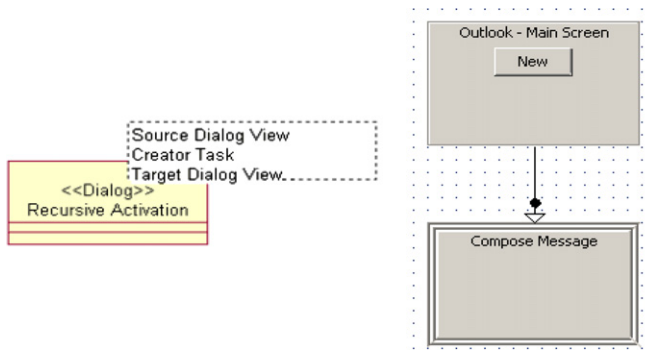 Source Dialog View
Creator Task
Target Dialog View
<<Dialog>>
Recursive Activation
Outlook - Main Screen
New
Compose Message